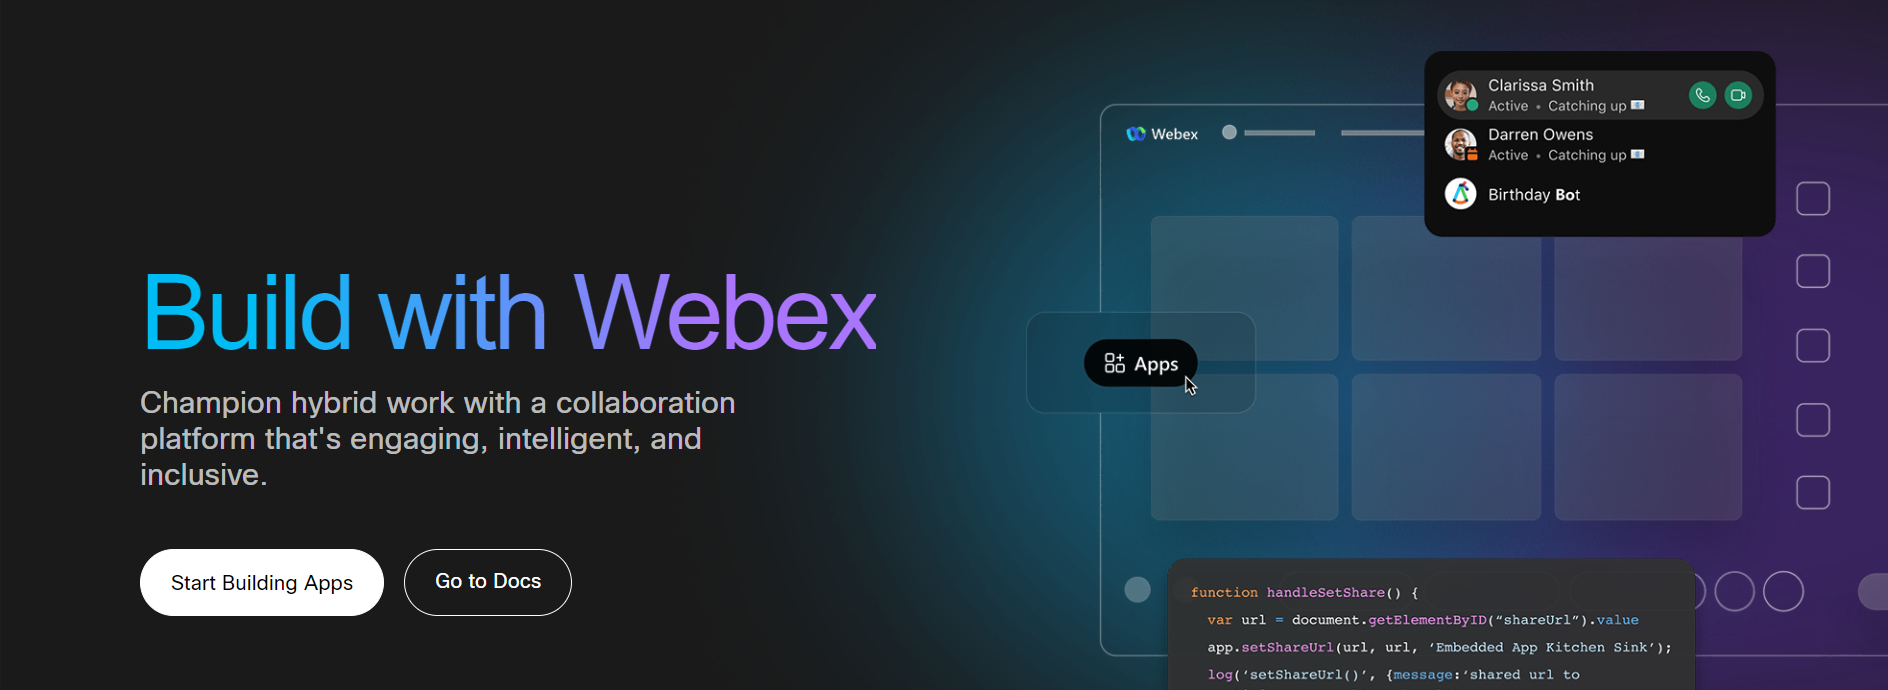 Build with Webex
Champion hybrid work with a collaboration
platform that's engaging, intelligent, and
inclusive.
Start Building Apps
Go to Docs
Webex
Clarissa Smith
Active • Catching up
Darren Owens
Active • Catching up
Birthday Bot
Apps
function handleSetShare() {
var url = document.getElementByID(“shareUrl”).value
app.setShareUrl(url, url, ‘Embedded App Kitchen Sink’);
log(‘setShareUrl()’, {message:‘shared url to